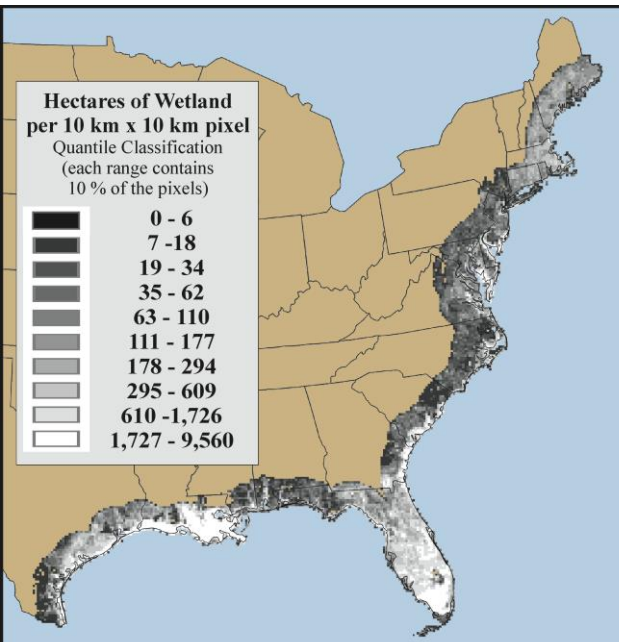 Hectares of Wetland
per 10 km x 10 km pixel
Quantile Classification
(each range contains
10 % of the pixels)
0 - 6
7 -18
19 - 34
35 - 62
63 - 110
111 - 177
178 - 294
295 - 609
610 -1,726
1,727 - 9,560